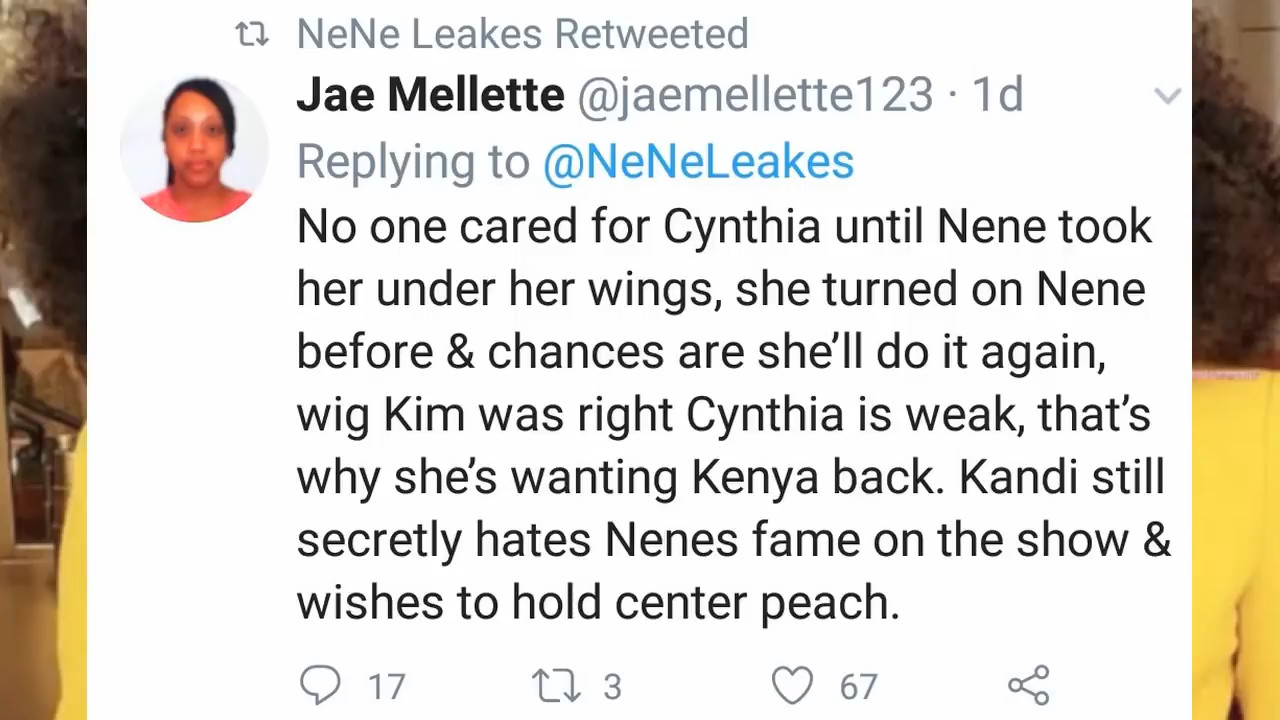 NeNe Leakes Retweeted
Jae Mellette @jaemellette123 · 1d
Replying to @NeNeLeakes
No one cared for Cynthia until Nene took
her under her wings, she turned on Nene
before & chances are she’ll do it again,
wig Kim was right Cynthia is weak, that’s
why she’s wanting Kenya back. Kandi still
secretly hates Nenes fame on the show &
wishes to hold center peach.
17 3 67